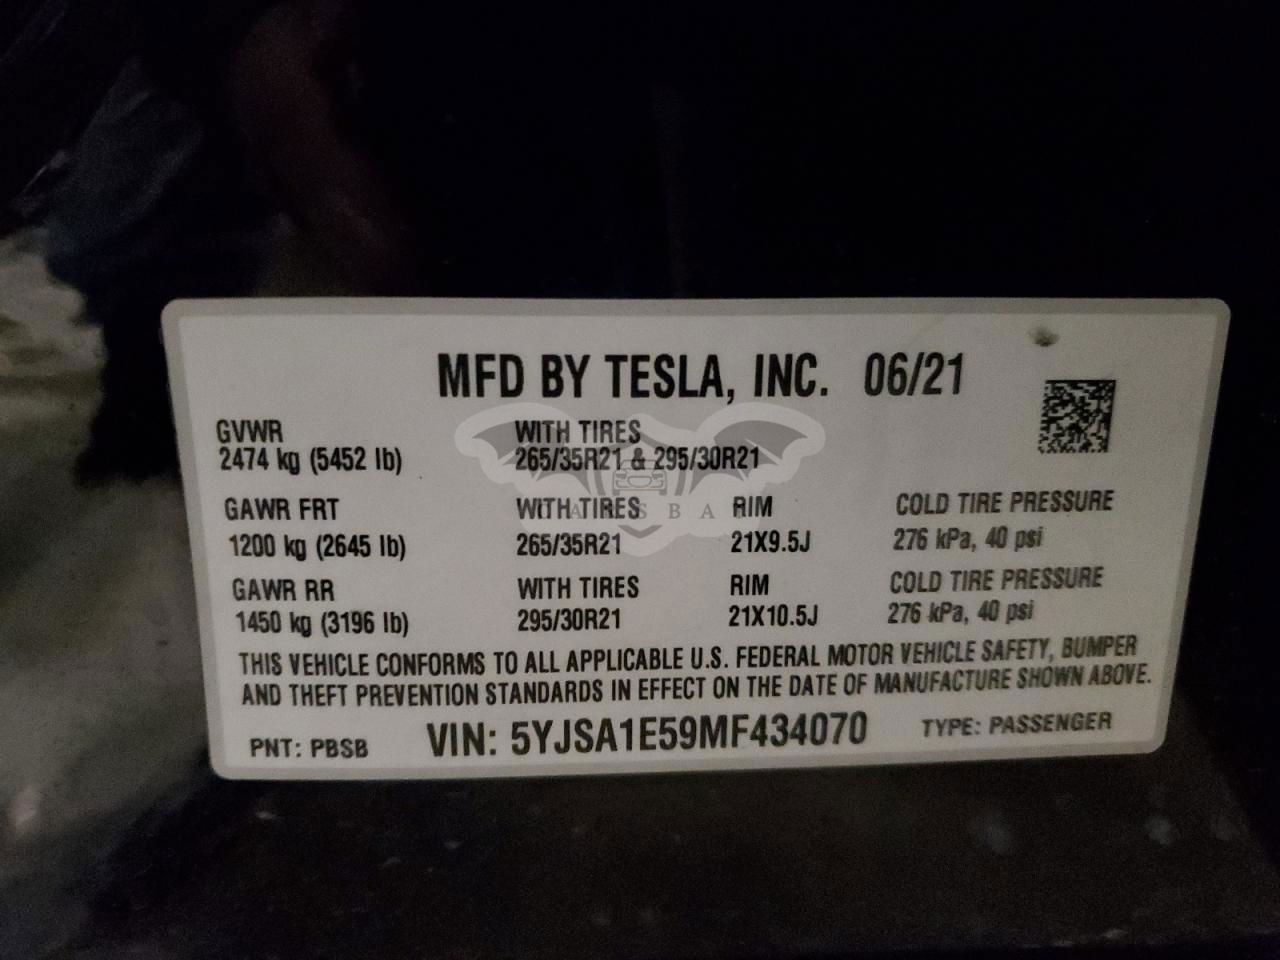 MFD BY TESLA, INC. 06/21
GVWR WITH TIRES
2474 kg (5452 lb) 265/35R21 & 295/30R21
GAWR FRT WITH TIRES RIM COLD TIRE PRESSURE
1200 kg (2645 lb) 265/35R21 21X9.5J 276 kPa, 40 psi
GAWR RR WITH TIRES RIM COLD TIRE PRESSURE
1450 kg (3196 lb) 295/30R21 21X10.5J 276 kPa, 40 psi
THIS VEHICLE CONFORMS TO ALL APPLICABLE U.S. FEDERAL MOTOR VEHICLE SAFETY, BUMPER
AND THEFT PREVENTION STANDARDS IN EFFECT ON THE DATE OF MANUFACTURE SHOWN ABOVE.
PNT: PBSB VIN: 5YJSA1E59MF434070 TYPE: PASSENGER